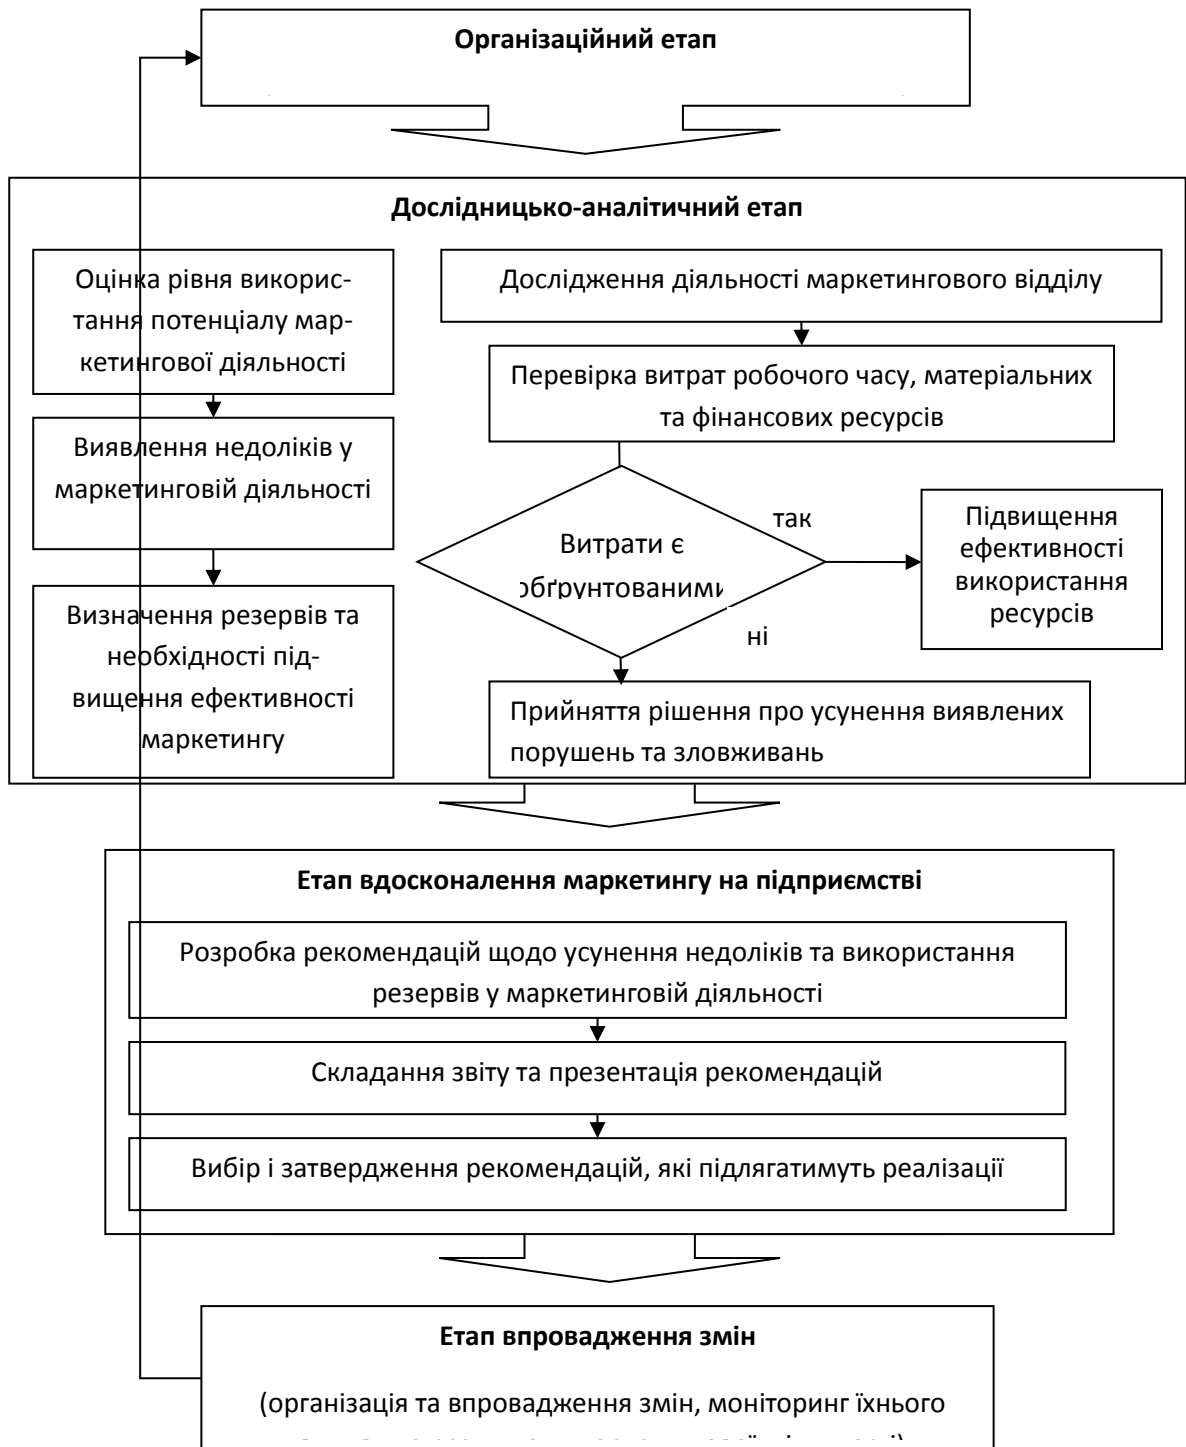 Організаційний етап
Дослідницько-аналітичний етап
Оцінка рівня викорис-
тання потенціалу мар-
кетингової діяльності
Виявлення недоліків у
маркетинговій діяльності
Визначення резервів та
необхідності під-
вищення ефективності
маркетингу
Дослідження діяльності маркетингового відділу
Перевірка витрат робочого часу, матеріальних
та фінансових ресурсів
Витрати є
обґрунтованими
так
Підвищення
ефективності
використання
ресурсів
ні
Прийняття рішення про усунення виявлених
порушень та зловживань
Етап вдосконалення маркетингу на підприємстві
Розробка рекомендацій щодо усунення недоліків та використання
резервів у маркетинговій діяльності
Складання звіту та презентація рекомендацій
Вибір і затвердження рекомендацій, які підлягатимуть реалізації
Етап впровадження змін
(організація та впровадження змін, моніторинг їхнього